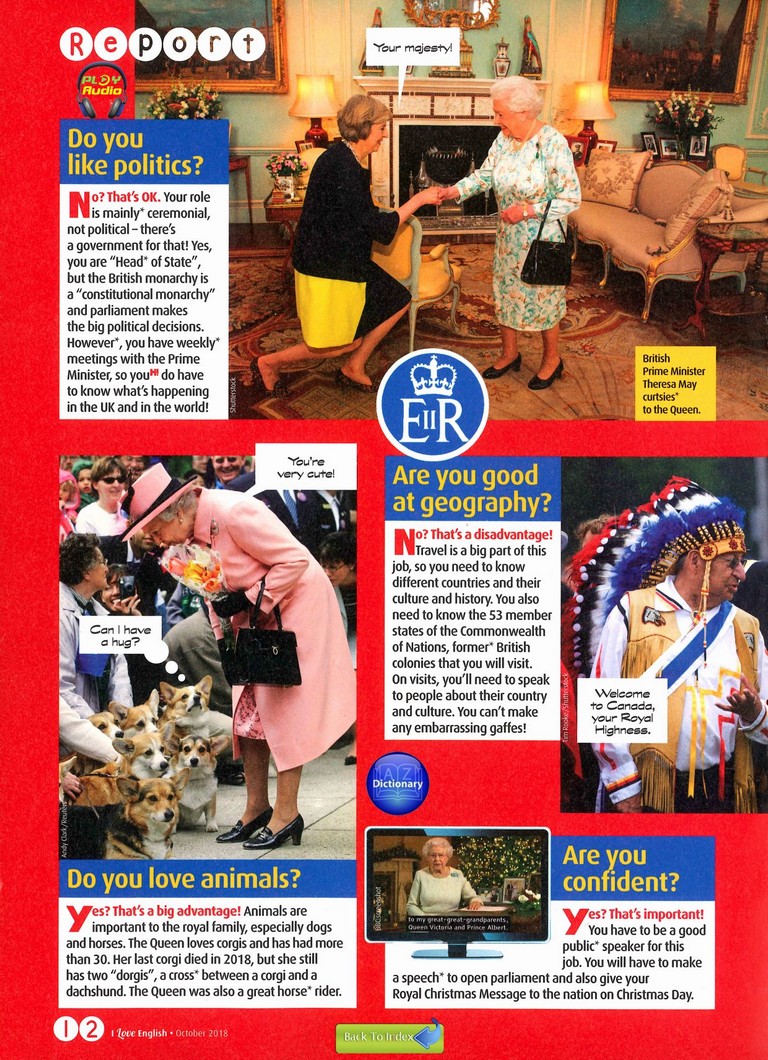 Report
PLAY
Audio
Your majesty!
Do you
like politics?
No? That's OK. Your role
is mainly* ceremonial,
not political – there's
a government for that! Yes,
you are "Head* of State",
but the British monarchy is
a "constitutional monarchy"
and parliament makes
the big political decisions.
However*, you have weekly*
meetings with the Prime
Minister, so you do have
to know what's happening
in the UK and in the world!
Shutterstock
British
Prime Minister
Theresa May
curtsies*
to the Queen.
EIIR
You're
very cute!
Can I have
a hug?
Andy Clark/Reuters
Do you love animals?
Yes? That's a big advantage! Animals are
important to the royal family, especially dogs
and horses. The Queen loves corgis and has had more
than 30. Her last corgi died in 2018, but she still
has two "dorgis", a cross* between a corgi and a
dachshund. The Queen was also a great horse* rider.
Are you good
at geography?
No? That's a disadvantage!
Travel is a big part of this
job, so you need to know
different countries and their
culture and history. You also
need to know the 53 member
states of the Commonwealth
of Nations, former* British
colonies that you will visit.
On visits, you'll need to speak
to people about their country
and culture. You can't make
any embarrassing gaffes!
Tim Rooke/Shutterstock
Welcome
to Canada,
your Royal
Highness.
AZ
Dictionary
to my great-great-grandparents,
Queen Victoria and Prince Albert.
Are you
confident?
Yes? That's important!
You have to be a good
public* speaker for this
job. You will have to make
a speech* to open parliament and also give your
Royal Christmas Message to the nation on Christmas Day.
12 I Love English • October 2018
Back To Index